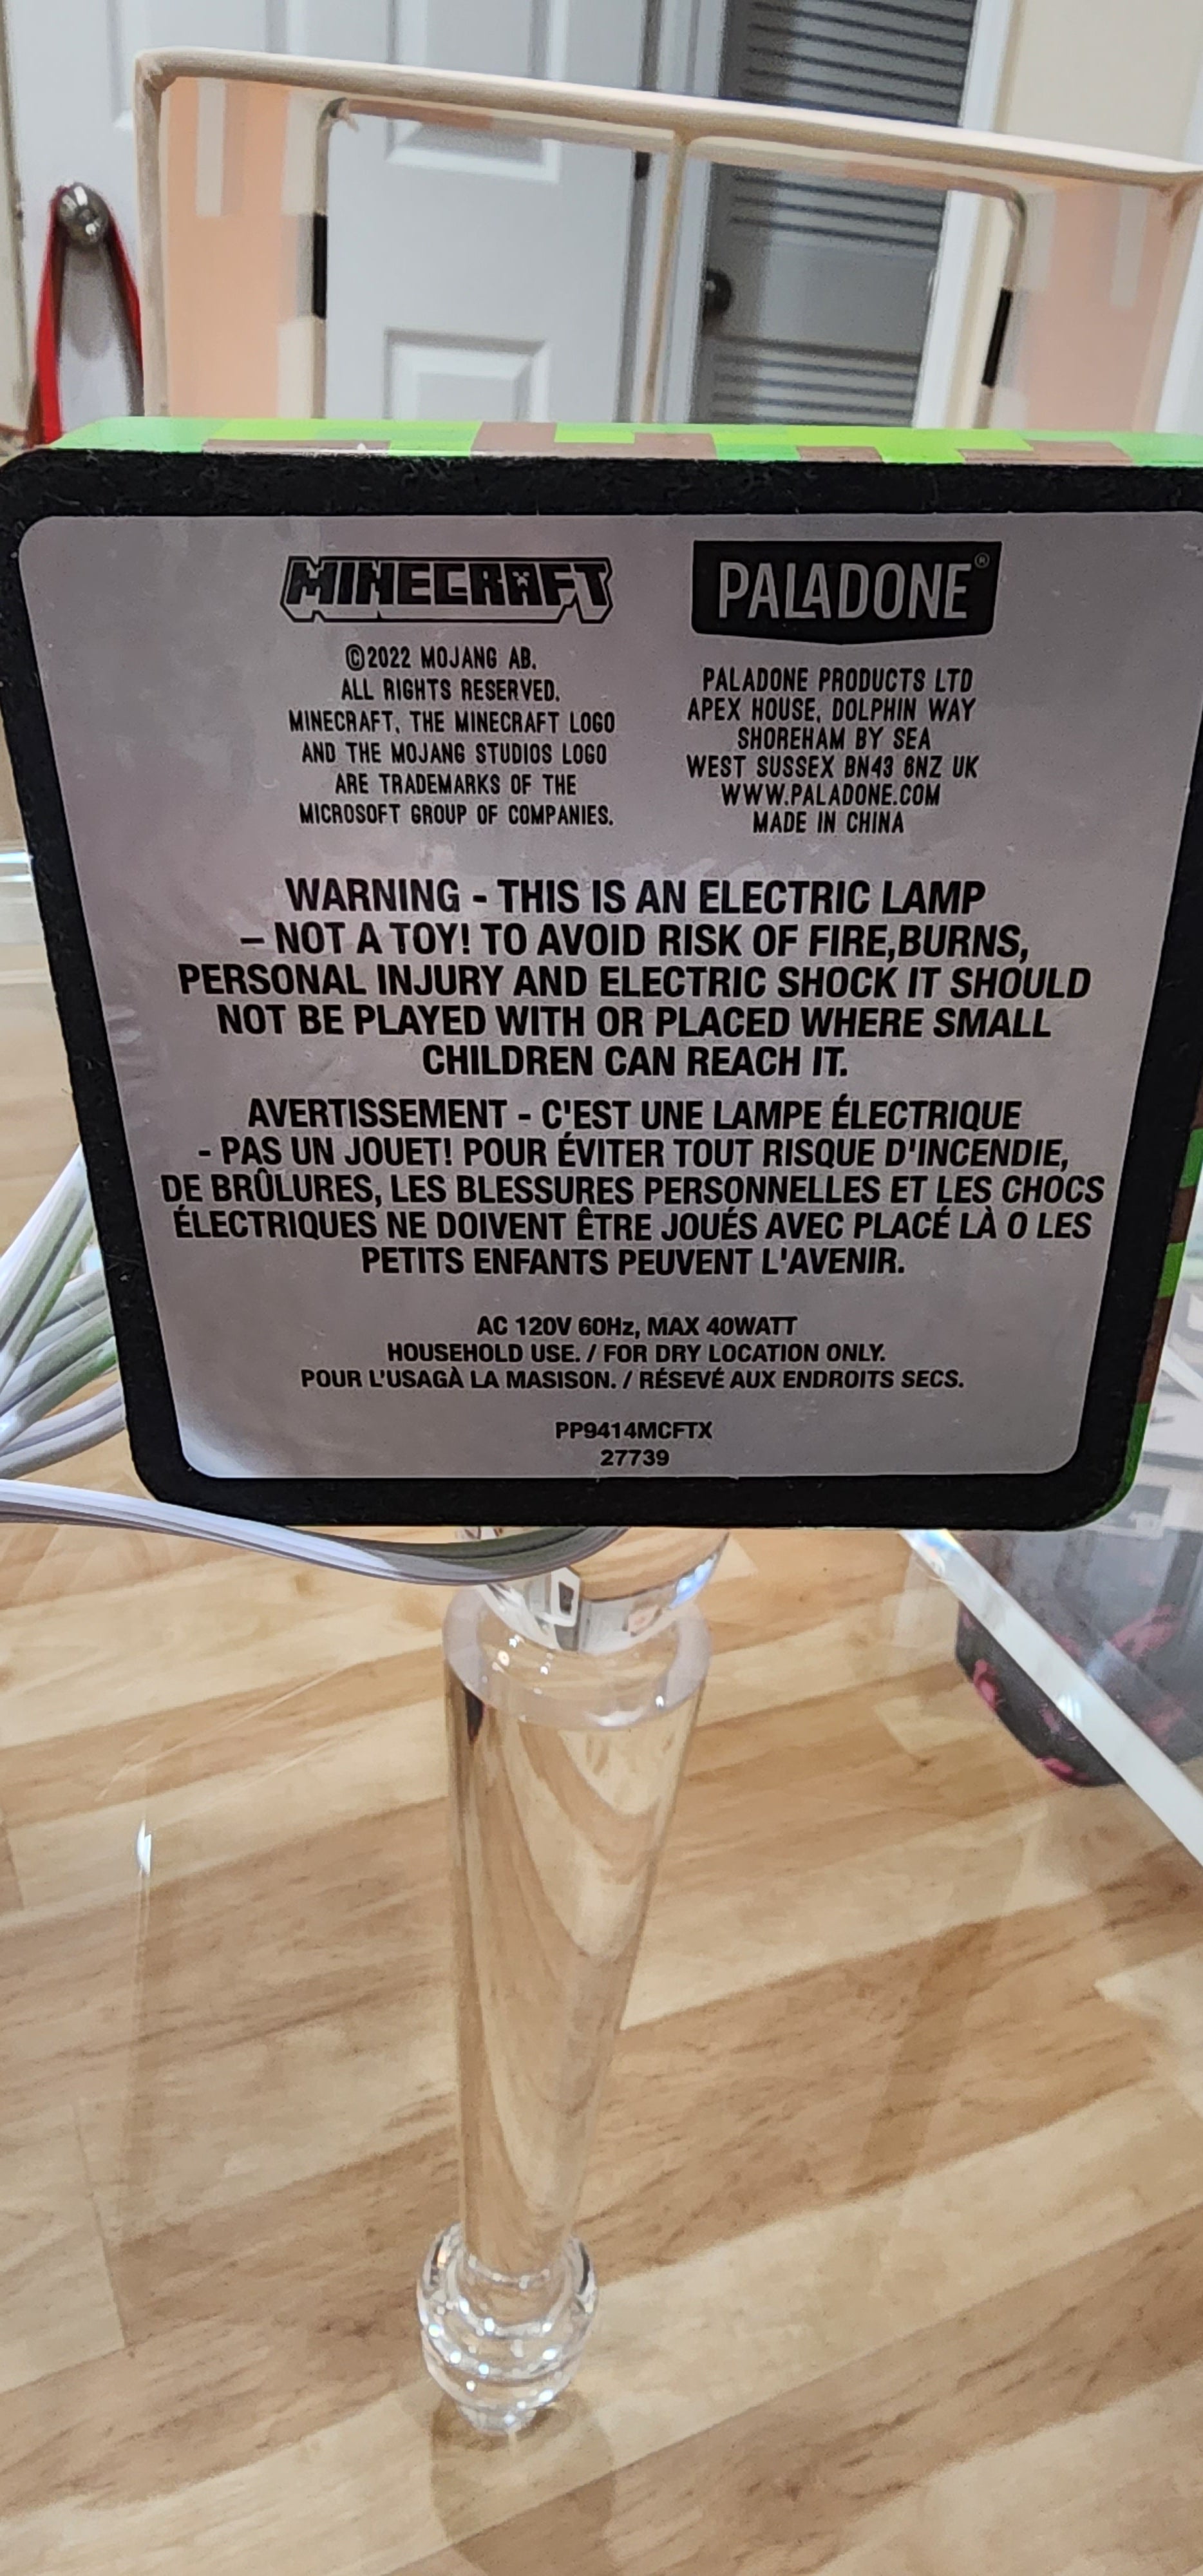 MINECRAFT
©2022 MOJANG AB.
ALL RIGHTS RESERVED.
MINECRAFT, THE MINECRAFT LOGO
AND THE MOJANG STUDIOS LOGO
ARE TRADEMARKS OF THE
MICROSOFT GROUP OF COMPANIES.
PALADONE®
PALADONE PRODUCTS LTD
APEX HOUSE, DOLPHIN WAY
SHOREHAM BY SEA
WEST SUSSEX BN43 6NZ UK
WWW.PALADONE.COM
MADE IN CHINA
WARNING - THIS IS AN ELECTRIC LAMP
– NOT A TOY! TO AVOID RISK OF FIRE,BURNS,
PERSONAL INJURY AND ELECTRIC SHOCK IT SHOULD
NOT BE PLAYED WITH OR PLACED WHERE SMALL
CHILDREN CAN REACH IT.
AVERTISSEMENT - C'EST UNE LAMPE ÉLECTRIQUE
- PAS UN JOUET! POUR ÉVITER TOUT RISQUE D'INCENDIE,
DE BRÛLURES, LES BLESSURES PERSONNELLES ET LES CHOCS
ÉLECTRIQUES NE DOIVENT ÊTRE JOUÉS AVEC PLACÉ LÀ O LES
PETITS ENFANTS PEUVENT L'AVENIR.
AC 120V 60Hz, MAX 40WATT
HOUSEHOLD USE. / FOR DRY LOCATION ONLY.
POUR L'USAGÀ LA MASISON. / RÉSEVÉ AUX ENDROITS SECS.
PP9414MCFTX
27739